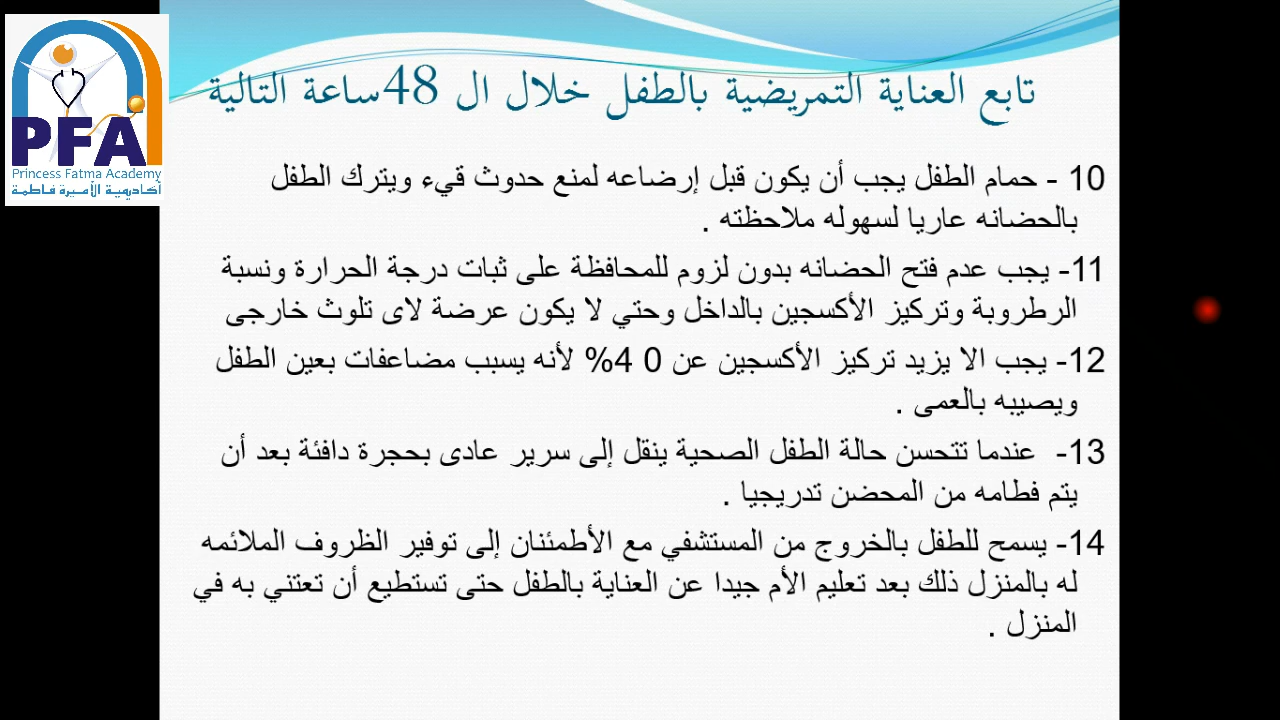 PFA
Princess Fatma Academy
أكاديمية الأميرة فاطمة
تابع العناية التمريضية بالطفل خلال ال 48ساعة التالية
10 - حمام الطفل يجب أن يكون قبل إرضاعه لمنع حدوث قيء ويترك الطفل
بالحضانه عاريا لسهوله ملاحظته .
11- يجب عدم فتح الحضانه بدون لزوم للمحافظة على ثبات درجة الحرارة ونسبة
الرطروبة وتركيز الأكسجين بالداخل وحتي لا يكون عرضة لاى تلوث خارجى
12- يجب الا يزيد تركيز الأكسجين عن 0 4% لأنه يسبب مضاعفات بعين الطفل
ويصيبه بالعمى .
13- عندما تتحسن حالة الطفل الصحية ينقل إلى سرير عادى بحجرة دافئة بعد أن
يتم فطامه من المحضن تدريجيا .
14- يسمح للطفل بالخروج من المستشفي مع الأطمئنان إلى توفير الظروف الملائمه
له بالمنزل ذلك بعد تعليم الأم جيدا عن العناية بالطفل حتى تستطيع أن تعتني به في
المنزل .